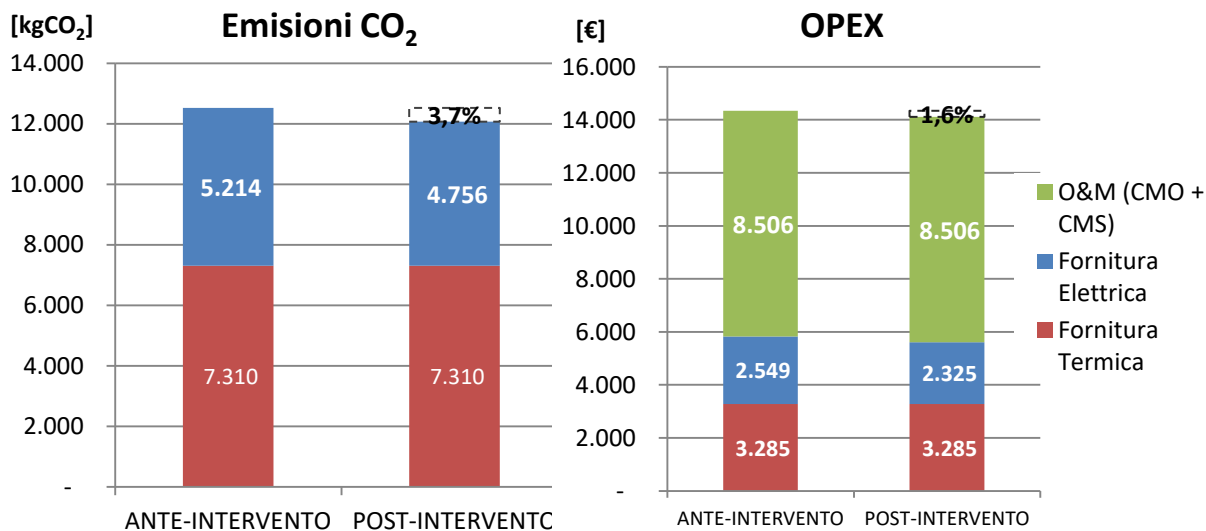 [kgCO₂]
Emisioni CO₂
14.000
12.000
10.000
8.000
6.000
4.000
2.000
-
3,7%
5.214
4.756
7.310
7.310
ANTE-INTERVENTO
POST-INTERVENTO
[€]
OPEX
16.000
14.000
12.000
10.000
8.000
6.000
4.000
2.000
-
1,6%
8.506
8.506
2.549
2.325
3.285
3.285
ANTE-INTERVENTO
POST-INTERVENTO
O&M (CMO +
CMS)
Fornitura
Elettrica
Fornitura
Termica